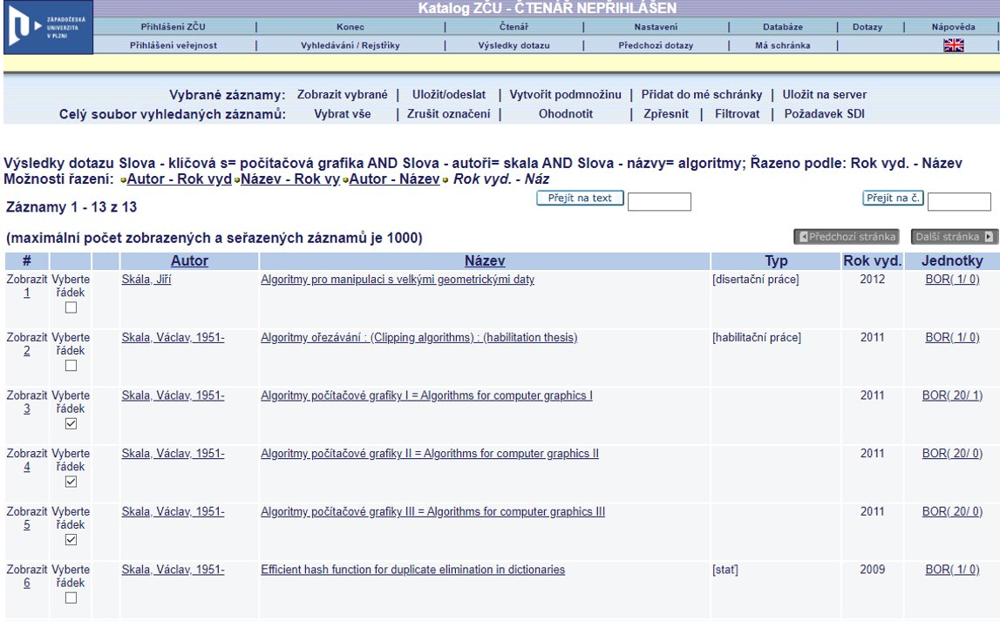 ZÁPADOČESKÁ
UNIVERZITA
V PLZNI
Katalog ZČU - ČTENÁŘ NEPŘIHLÁŠEN
Přihlášení ZČU | Konec | Čtenář | Nastavení | Databáze | Dotazy | Nápověda
Přihlášení veřejnost | Vyhledávání / Rejstříky | Výsledky dotazu | Předchozí dotazy | Má schránka |
Vybrané záznamy: Zobrazit vybrané | Uložit/odeslat | Vytvořit podmnožinu | Přidat do mé schránky | Uložit na server
Celý soubor vyhledaných záznamů: Vybrat vše | Zrušit označení | Ohodnotit | Zpřesnit | Filtrovat | Požadavek SDI
Výsledky dotazu Slova - klíčová s= počítačová grafika AND Slova - autoři= skala AND Slova - názvy= algoritmy; Řazeno podle: Rok vyd. - Název
Možnosti řazení: Autor - Rok vyd Název - Rok vy Autor - Název Rok vyd. - Náz
Záznamy 1 - 13 z 13 Přejít na text Přejít na č.
(maximální počet zobrazených a seřazených záznamů je 1000) Předchozí stránka Další stránka
# Autor Název Typ Rok vyd. Jednotky
Zobrazit Vyberte Skála, Jiří Algoritmy pro manipulaci s velkými geometrickými daty [disertační práce] 2012 BOR( 1/ 0)
1 řádek
Zobrazit Vyberte Skala, Václav, 1951- Algoritmy ořezávání : (Clipping algorithms) : (habilitation thesis) [habilitační práce] 2011 BOR( 1/ 0)
2 řádek
Zobrazit Vyberte Skala, Václav, 1951- Algoritmy počítačové grafiky I = Algorithms for computer graphics I 2011 BOR( 20/ 1)
3 řádek
Zobrazit Vyberte Skala, Václav, 1951- Algoritmy počítačové grafiky II = Algorithms for computer graphics II 2011 BOR( 20/ 0)
4 řádek
Zobrazit Vyberte Skala, Václav, 1951- Algoritmy počítačové grafiky III = Algorithms for computer graphics III 2011 BOR( 20/ 0)
5 řádek
Zobrazit Vyberte Skala, Václav, 1951- Efficient hash function for duplicate elimination in dictionaries [stať] 2009 BOR( 1/ 0)
6 řádek